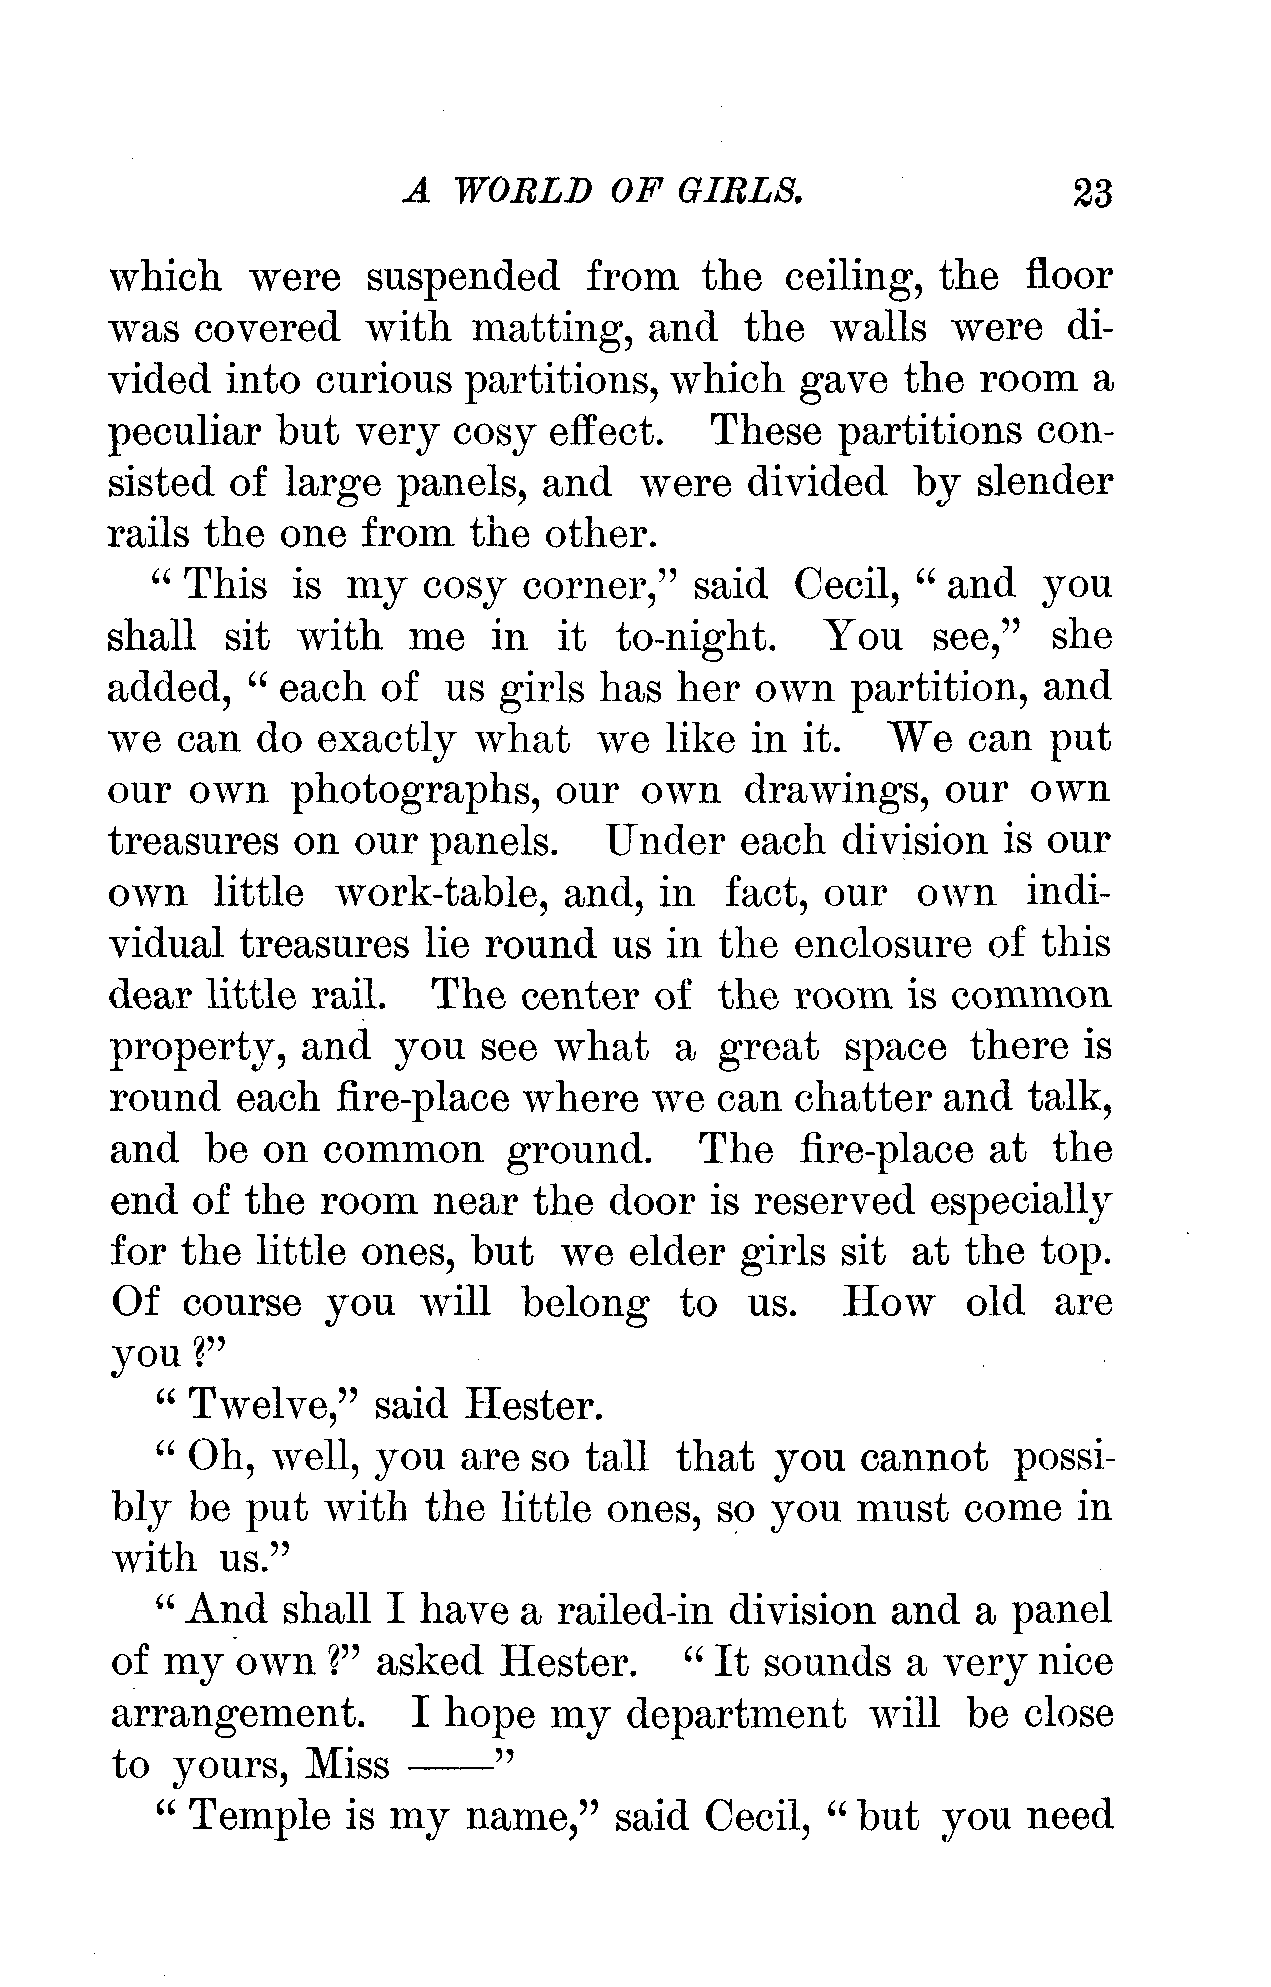 A WORLD OF GIRLS. 23
which were suspended from the ceiling, the floor
was covered with matting, and the walls were di-
vided into curious partitions, which gave the room a
peculiar but very cosy effect. These partitions con-
sisted of large panels, and were divided by slender
rails the one from the other.
“ This is my cosy corner,” said Cecil, “ and you
shall sit with me in it to-night. You see,” she
added, “ each of us girls has her own partition, and
we can do exactly what we like in it. We can put
our own photographs, our own drawings, our own
treasures on our panels. Under each division is our
own little work-table, and, in fact, our own indi-
vidual treasures lie round us in the enclosure of this
dear little rail. The center of the room is common
property, and you see what a great space there is
round each fire-place where we can chatter and talk,
and be on common ground. The fire-place at the
end of the room near the door is reserved especially
for the little ones, but we elder girls sit at the top.
Of course you will belong to us. How old are
you ?”
“ Twelve,” said Hester.
“ Oh, well, you are so tall that you cannot possi-
bly be put with the little ones, so you must come in
with us.”
“ And shall I have a railed-in division and a panel
of my own ?” asked Hester. “ It sounds a very nice
arrangement. I hope my department will be close
to yours, Miss ——”
“ Temple is my name,” said Cecil, “ but you need